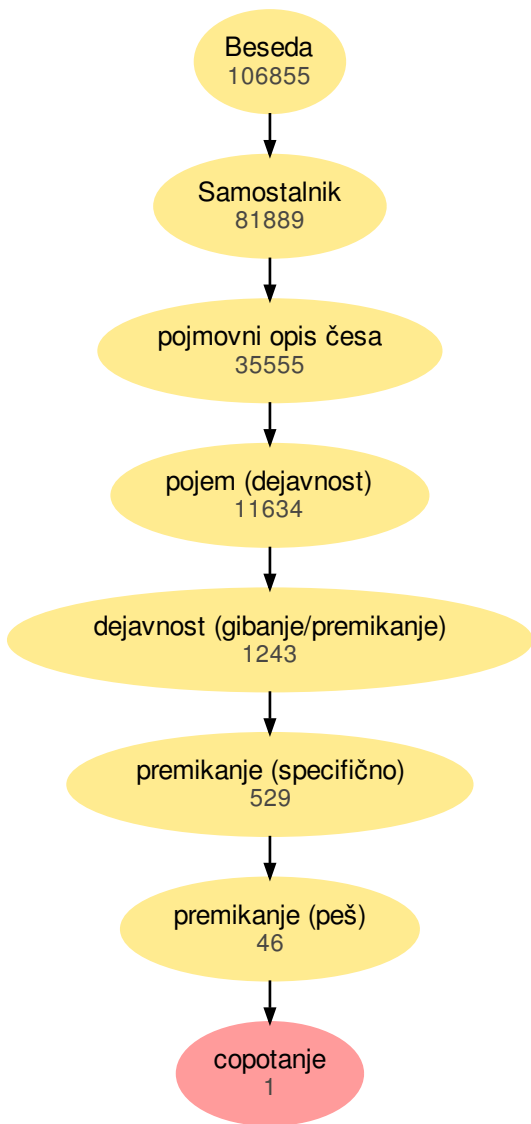 Beseda
106855
Samostalnik
81889
pojmovni opis česa
35555
pojem (dejavnost)
11634
dejavnost (gibanje/premikanje)
1243
premikanje (specifično)
529
premikanje (peš)
46
copotanje
1